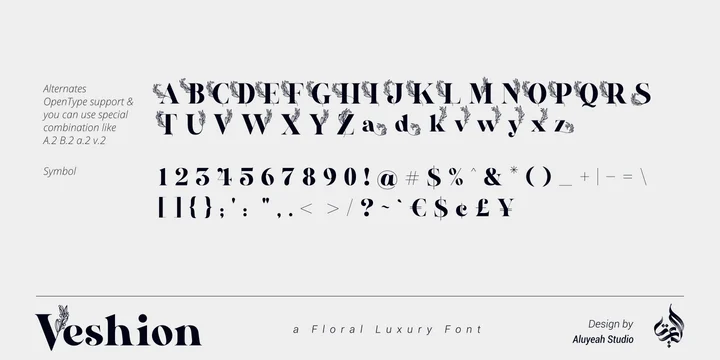 Alternates
OpenType support &
you can use special
combination like
A.2 B.2 a.2 v.2
A B C D E F G H I J K L M N O P Q R S
T U V W X Y Z a d k v w y x z
Symbol
1 2 3 4 5 6 7 8 9 0 ! @ # $ % ^ & * ( ) _ + | - = \
[ ] { } ; ' : " , . < > / ? ~ ` € $ ¢ £ ¥
Veshion
a Floral Luxury Font
Design by
Aluyeah Studio